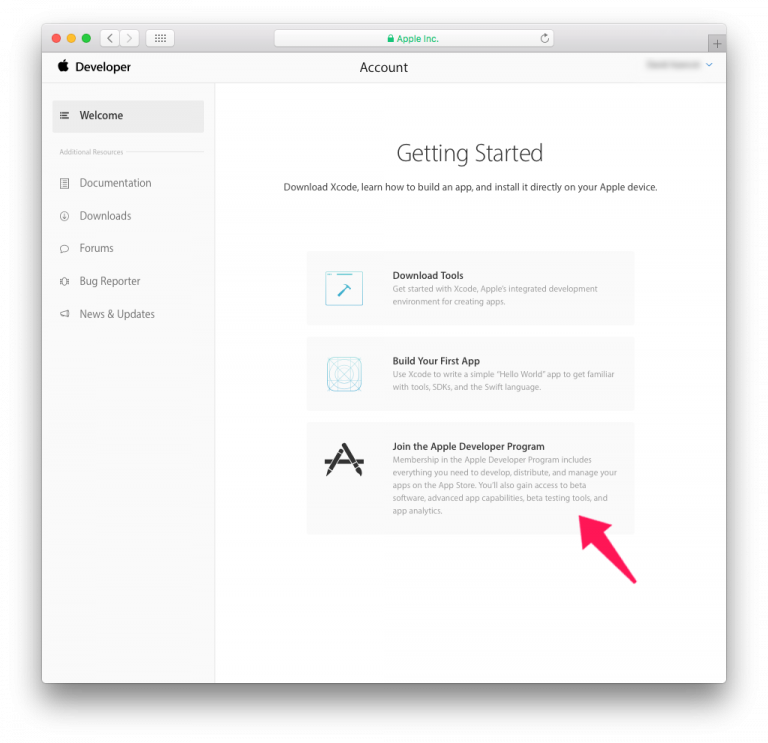 Apple Inc.
Developer
Account
Welcome
Additional Resources
Documentation
Downloads
Forums
Bug Reporter
News & Updates
Getting Started
Download Xcode, learn how to build an app, and install it directly on your Apple device.
Download Tools
Get started with Xcode, Apple's integrated development
environment for creating apps.
Build Your First App
Use Xcode to write a simple "Hello World" app to get familiar
with tools, SDKs, and the Swift language.
Join the Apple Developer Program
Membership in the Apple Developer Program includes
everything you need to develop, distribute, and manage your
apps on the App Store. You'll also gain access to beta
software, advanced app capabilities, beta testing tools, and
app analytics.